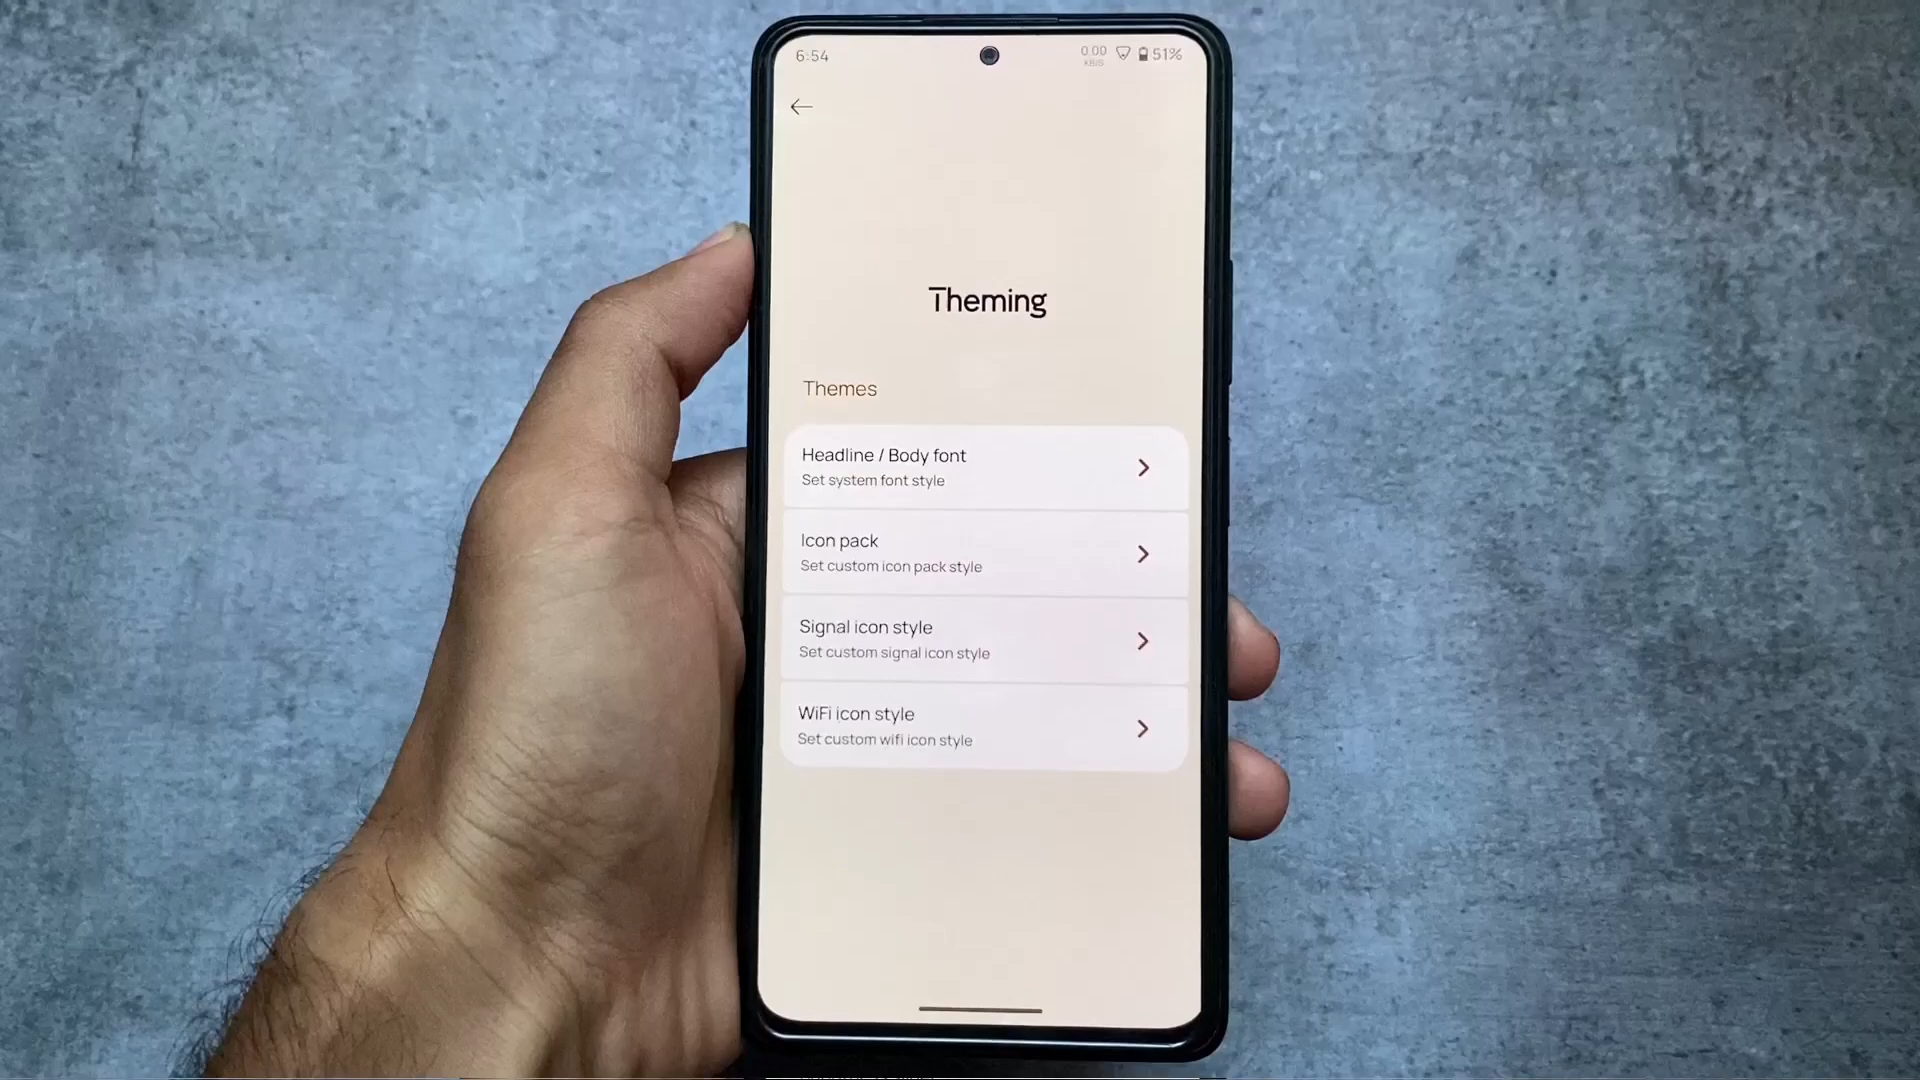 6:54
0.00
KB/S
51%
Theming
Themes
Headline / Body font
Set system font style
Icon pack
Set custom icon pack style
Signal icon style
Set custom signal icon style
WiFi icon style
Set custom wifi icon style